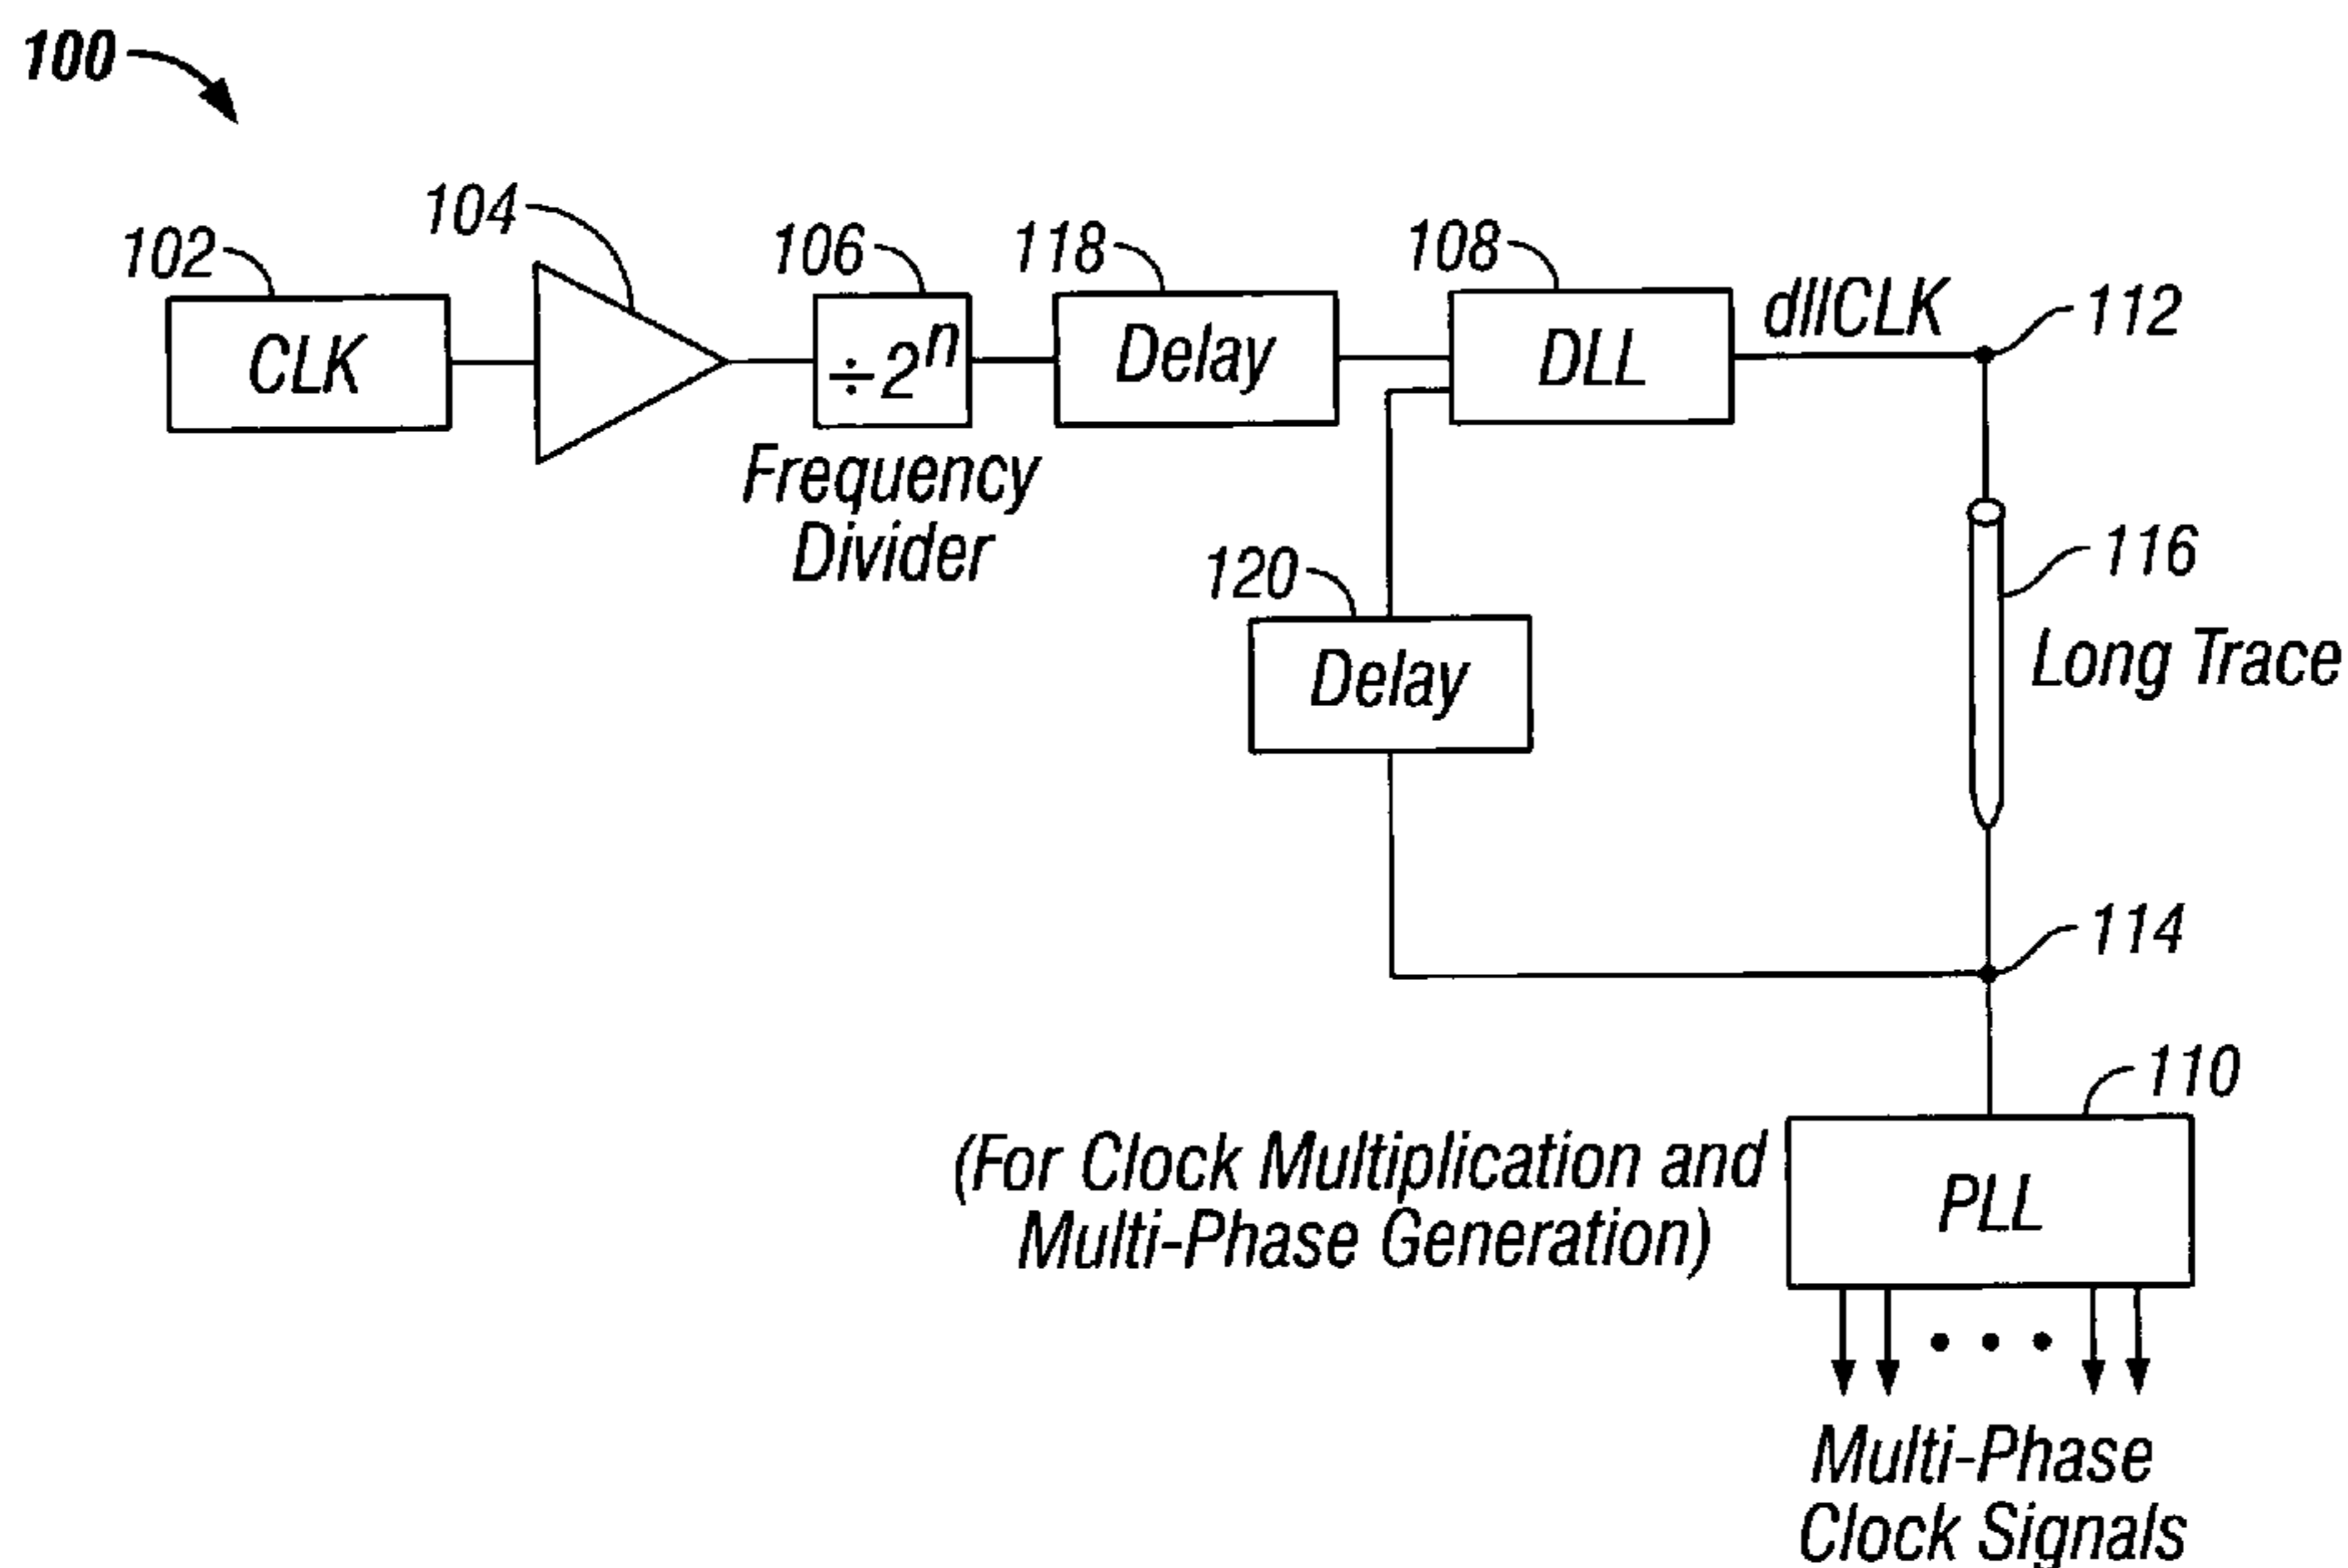 100
104
102
106
118
108
dllCLK
112
CLK
÷2ⁿ
Delay
DLL
Frequency
Divider
120
116
Delay
Long Trace
114
110
(For Clock Multiplication and
Multi-Phase Generation)
PLL
• • •
Multi-Phase
Clock Signals